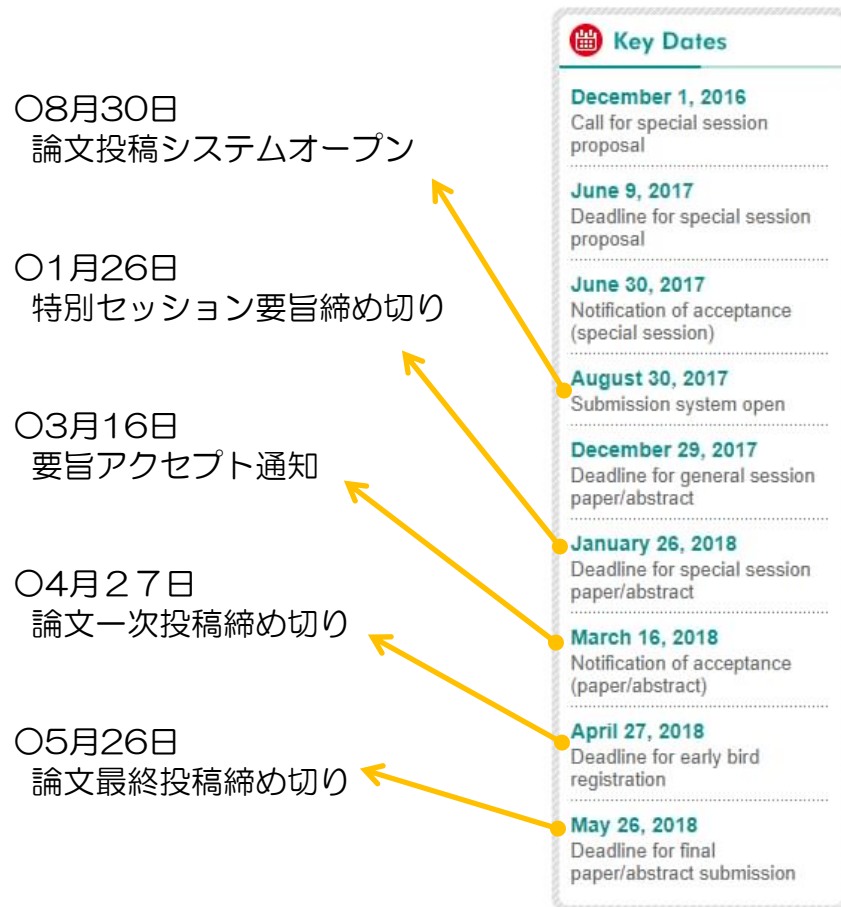 ○8月30日
論文投稿システムオープン
○1月26日
特別セッション要旨締め切り
○3月16日
要旨アクセプト通知
○4月２７日
論文一次投稿締め切り
○5月26日
論文最終投稿締め切り
Key Dates
December 1, 2016
Call for special session
proposal
June 9, 2017
Deadline for special session
proposal
June 30, 2017
Notification of acceptance
(special session)
August 30, 2017
Submission system open
December 29, 2017
Deadline for general session
paper/abstract
January 26, 2018
Deadline for special session
paper/abstract
March 16, 2018
Notification of acceptance
(paper/abstract)
April 27, 2018
Deadline for early bird
registration
May 26, 2018
Deadline for final
paper/abstract submission